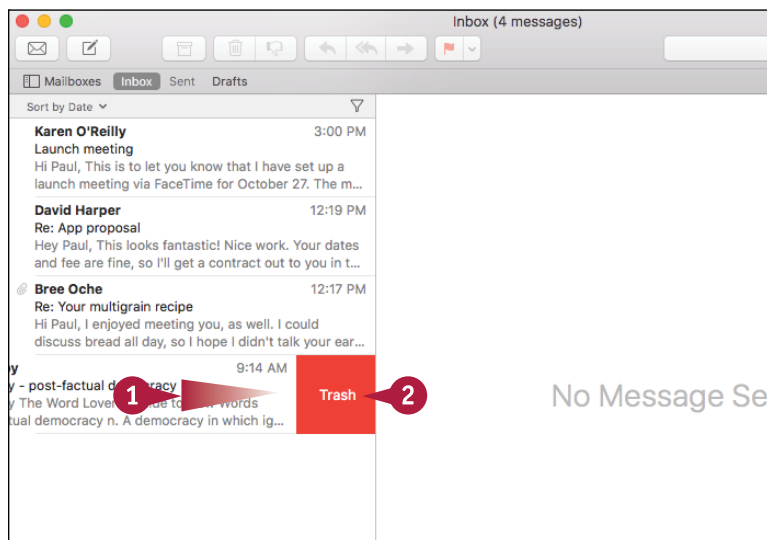 Inbox (4 messages)
Mailboxes Inbox Sent Drafts
Sort by Date
Karen O'Reilly 3:00 PM
Launch meeting
Hi Paul, This is to let you know that I have set up a
launch meeting via FaceTime for October 27. The m...
David Harper 12:19 PM
Re: App proposal
Hey Paul, This looks fantastic! Nice work. Your dates
and fee are fine, so I'll get a contract out to you in t...
Bree Oche 12:17 PM
Re: Your multigrain recipe
Hi Paul, I enjoyed meeting you, as well. I could
discuss bread all day, so I hope I didn't talk your ear...
y 9:14 AM
y - post-factual democracy
1 Trash 2
y The Word Lover
tual democracy n. A democracy in which ig...
No Message Se